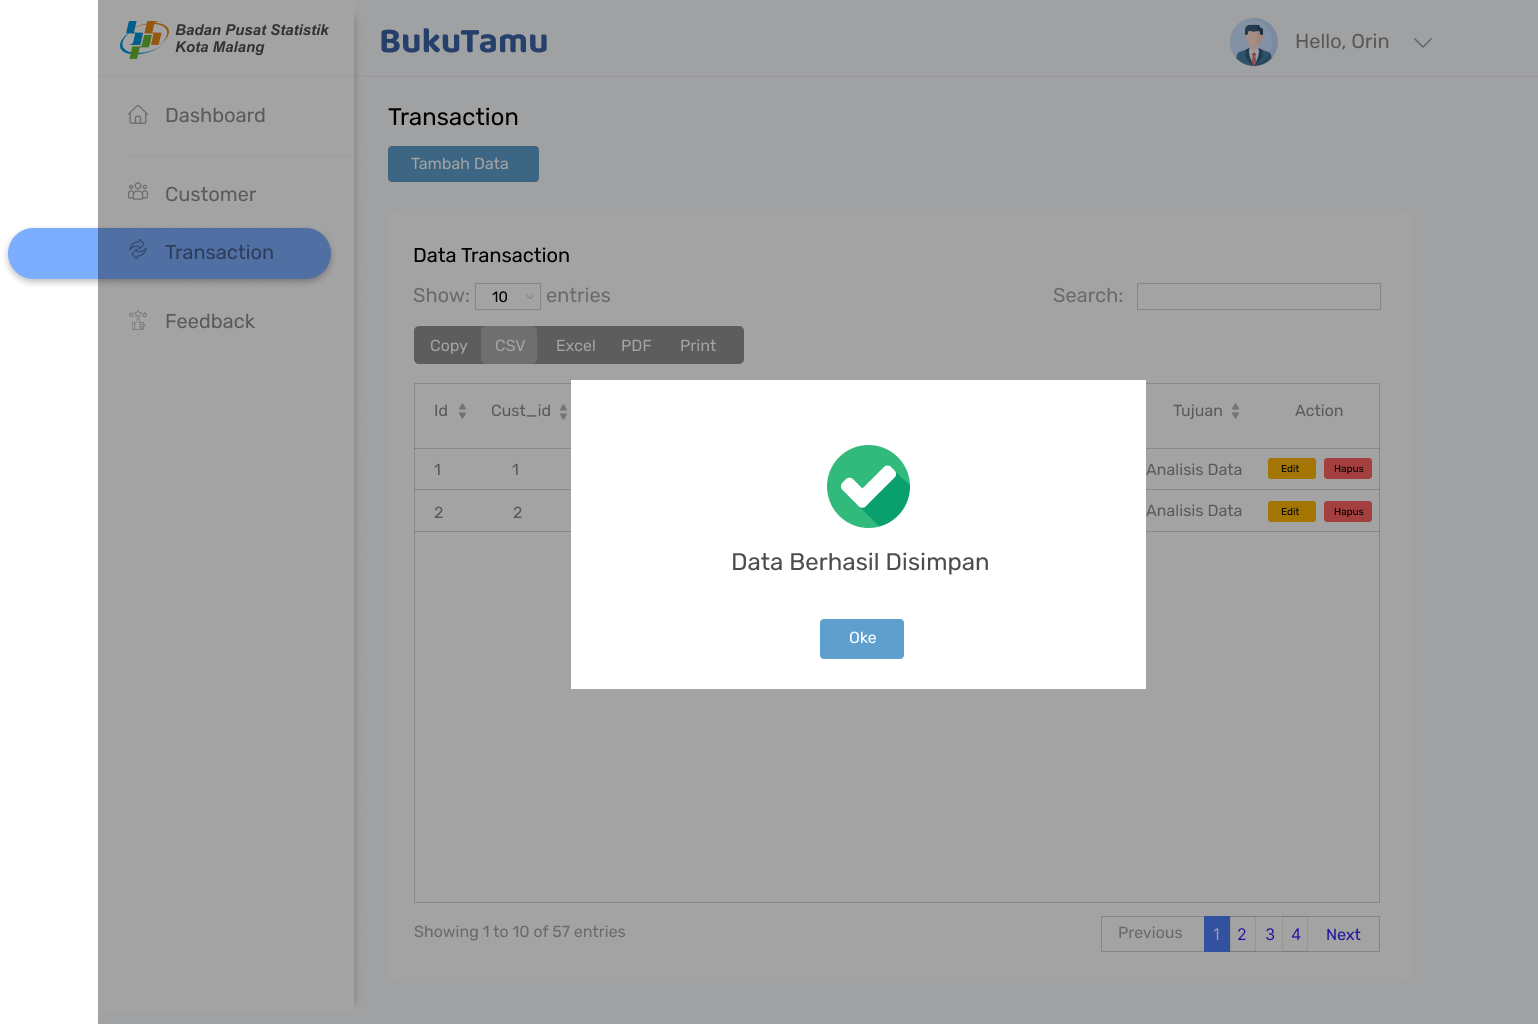 Badan Pusat Statistik
Kota Malang
BukuTamu
Hello, Orin
Dashboard
Customer
Transaction
Feedback
Transaction
Tambah Data
Data Transaction
Show: 10 entries
Search:
Copy CSV Excel PDF Print
Id Cust_id Tujuan Action
1 1 Analisis Data Edit Hapus
2 2 Analisis Data Edit Hapus
Data Berhasil Disimpan
Oke
Showing 1 to 10 of 57 entries
Previous 1 2 3 4 Next